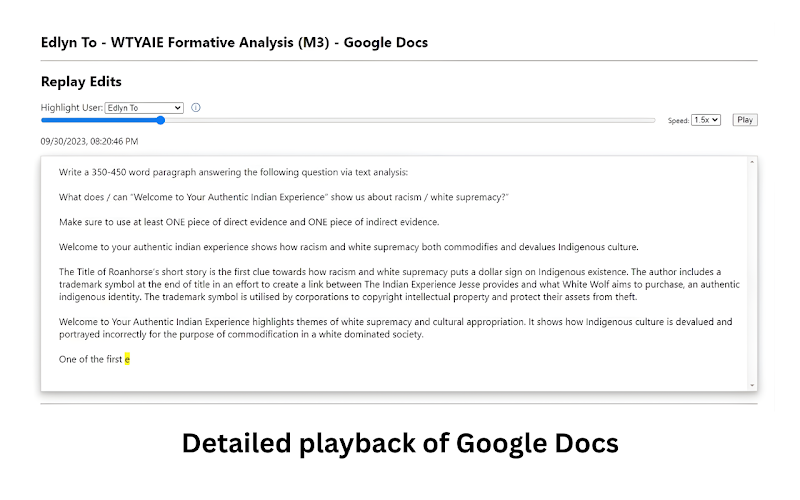 Edlyn To - WTYAIE Formative Analysis (M3) - Google Docs
Replay Edits
Highlight User: Edlyn To
Speed: 1.5x Play
09/30/2023, 08:20:46 PM
Write a 350-450 word paragraph answering the following question via text analysis:
What does / can "Welcome to Your Authentic Indian Experience" show us about racism / white supremacy?"
Make sure to use at least ONE piece of direct evidence and ONE piece of indirect evidence.
Welcome to your authentic indian experience shows how racism and white supremacy both commodifies and devalues Indigenous culture.
The Title of Roanhorse's short story is the first clue towards how racism and white supremacy puts a dollar sign on Indigenous existence. The author includes a
trademark symbol at the end of title in an effort to create a link between The Indian Experience Jesse provides and what White Wolf aims to purchase, an authentic
indigenous identity. The trademark symbol is utilised by corporations to copyright intellectual property and protect their assets from theft.
Welcome to Your Authentic Indian Experience highlights themes of white supremacy and cultural appropriation. It shows how Indigenous culture is devalued and
portrayed incorrectly for the purpose of commodification in a white dominated society.
One of the first e
Detailed playback of Google Docs